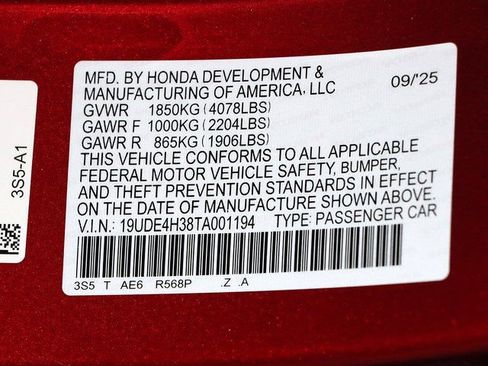 MFD. BY HONDA DEVELOPMENT &
MANUFACTURING OF AMERICA, LLC
09/'25
GVWR 1850KG (4078LBS)
GAWR F 1000KG (2204LBS)
GAWR R 865KG (1906LBS)
THIS VEHICLE CONFORMS TO ALL APPLICABLE
FEDERAL MOTOR VEHICLE SAFETY, BUMPER,
AND THEFT PREVENTION STANDARDS IN EFFECT
ON THE DATE OF MANUFACTURE SHOWN ABOVE.
V.I.N.: 19UDE4H38TA001194 TYPE: PASSENGER CAR
3S5 T AE6 R568P .Z .A
3S5-A1